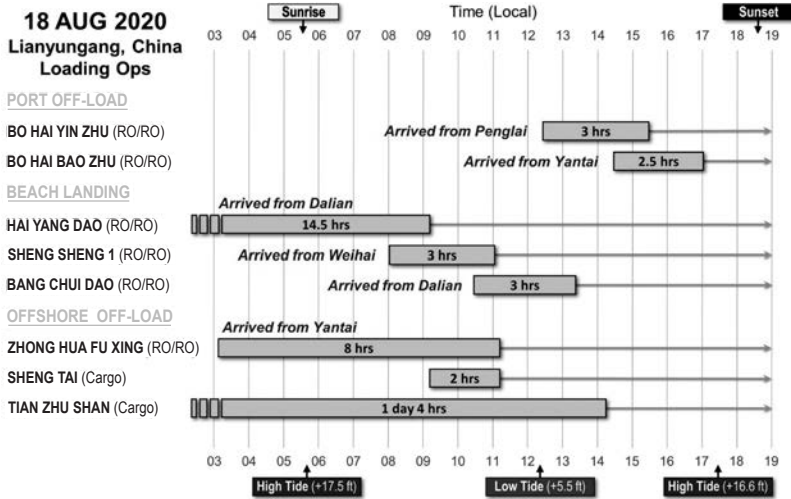 18 AUG 2020
Lianyungang, China
Loading Ops
Sunrise
Time (Local)
Sunset
03 04 05 06 07 08 09 10 11 12 13 14 15 16 17 18 19
PORT OFF-LOAD
BO HAI YIN ZHU (RO/RO) Arrived from Penglai 3 hrs
BO HAI BAO ZHU (RO/RO) Arrived from Yantai 2.5 hrs
BEACH LANDING
Arrived from Dalian
HAI YANG DAO (RO/RO) 14.5 hrs
SHENG SHENG 1 (RO/RO) Arrived from Weihai 3 hrs
BANG CHUI DAO (RO/RO) Arrived from Dalian 3 hrs
OFFSHORE OFF-LOAD
Arrived from Yantai
ZHONG HUA FU XING (RO/RO) 8 hrs
SHENG TAI (Cargo) 2 hrs
TIAN ZHU SHAN (Cargo) 1 day 4 hrs
03 04 05 06 07 08 09 10 11 12 13 14 15 16 17 18 19
High Tide (+17.5 ft) Low Tide (+5.5 ft) High Tide (+16.6 ft)